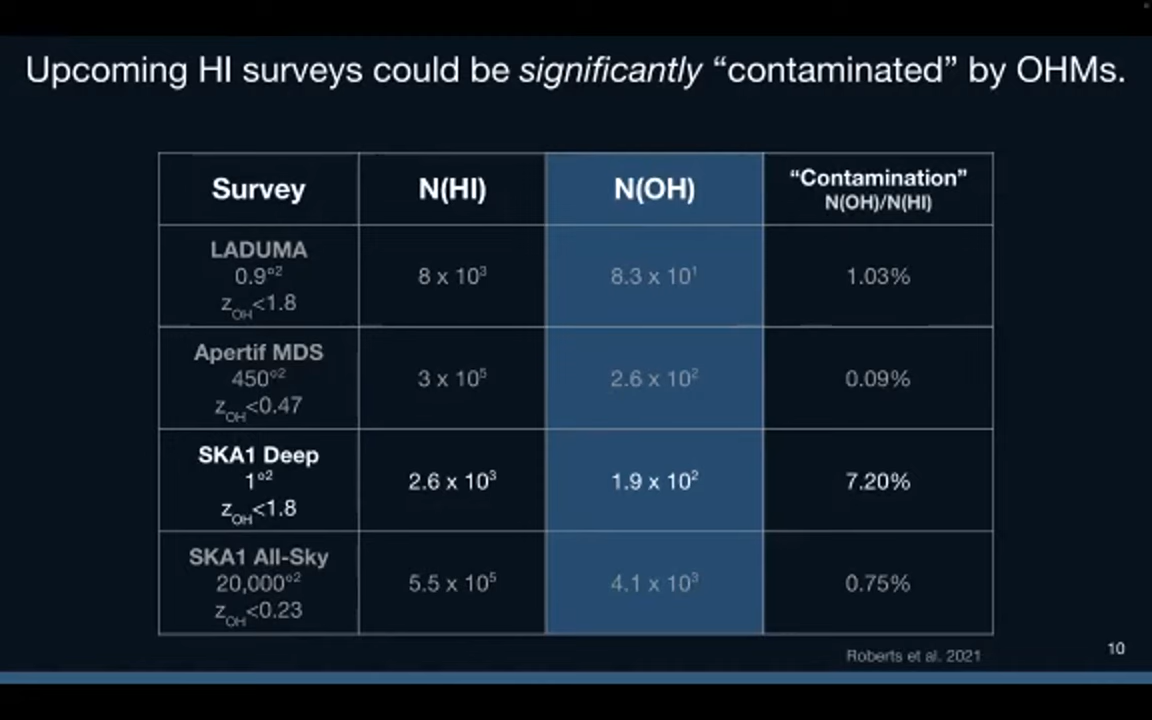 Upcoming HI surveys could be significantly “contaminated” by OHMs.
Survey N(HI) N(OH) “Contamination”
N(OH)/N(HI)
LADUMA
0.9°² 8 x 10³ 8.3 x 10¹ 1.03%
z_OH<1.8
Apertif MDS
450°² 3 x 10⁵ 2.6 x 10² 0.09%
z_OH<0.47
SKA1 Deep
1°² 2.6 x 10³ 1.9 x 10² 7.20%
z_OH<1.8
SKA1 All-Sky
20,000°² 5.5 x 10⁵ 4.1 x 10³ 0.75%
z_OH<0.23
Roberts et al. 2021
10